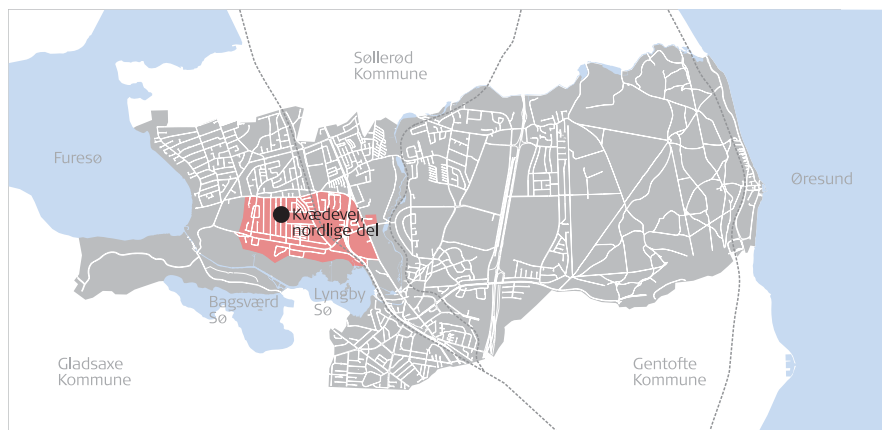 Søllerød
Kommune
Furesø
Øresund
Kvædevej,
nordlige del
Bagsværd
Sø
Lyngby
Sø
Gladsaxe
Kommune
Gentofte
Kommune